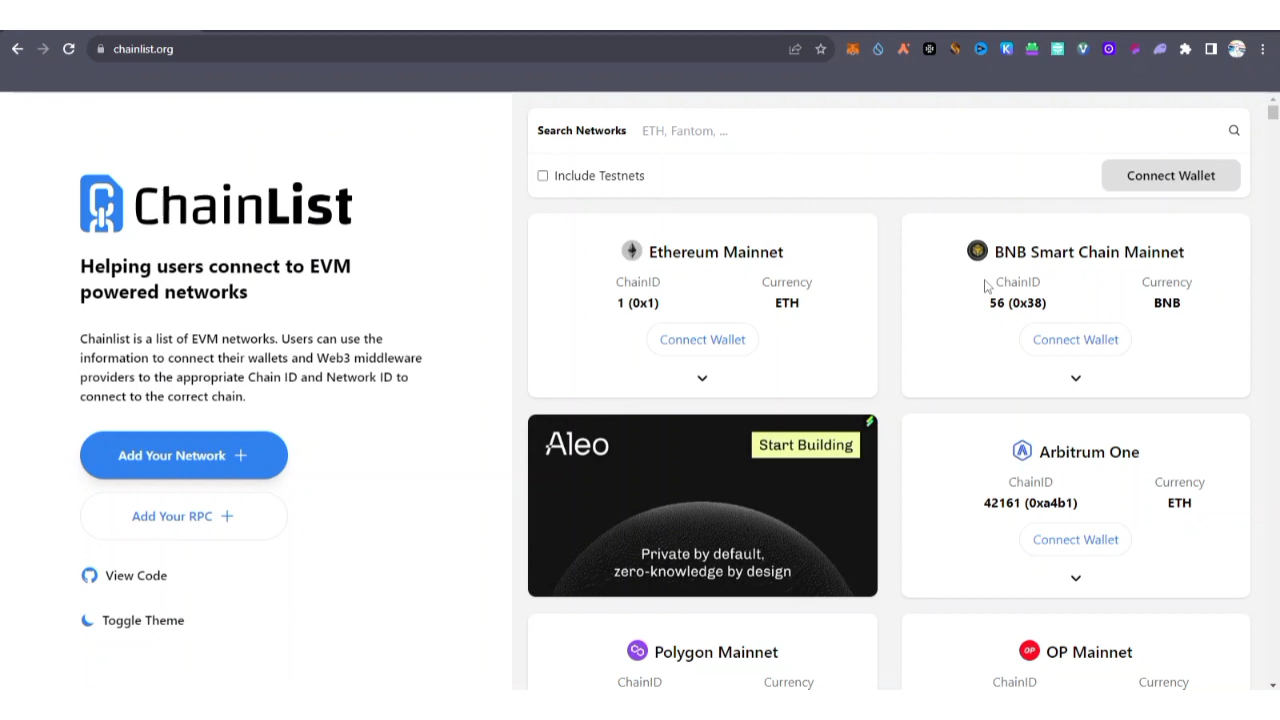 chainlist.org
ChainList
Helping users connect to EVM
powered networks
Chainlist is a list of EVM networks. Users can use the
information to connect their wallets and Web3 middleware
providers to the appropriate Chain ID and Network ID to
connect to the correct chain.
Add Your Network
Add Your RPC
View Code
Toggle Theme
Search Networks ETH, Fantom, ...
Include Testnets Connect Wallet
Ethereum Mainnet
ChainID Currency
1 (0x1) ETH
Connect Wallet
BNB Smart Chain Mainnet
ChainID Currency
56 (0x38) BNB
Connect Wallet
Aleo Start Building
Private by default,
zero-knowledge by design
Arbitrum One
ChainID Currency
42161 (0xa4b1) ETH
Connect Wallet
Polygon Mainnet
ChainID Currency
OP OP Mainnet
ChainID Currency